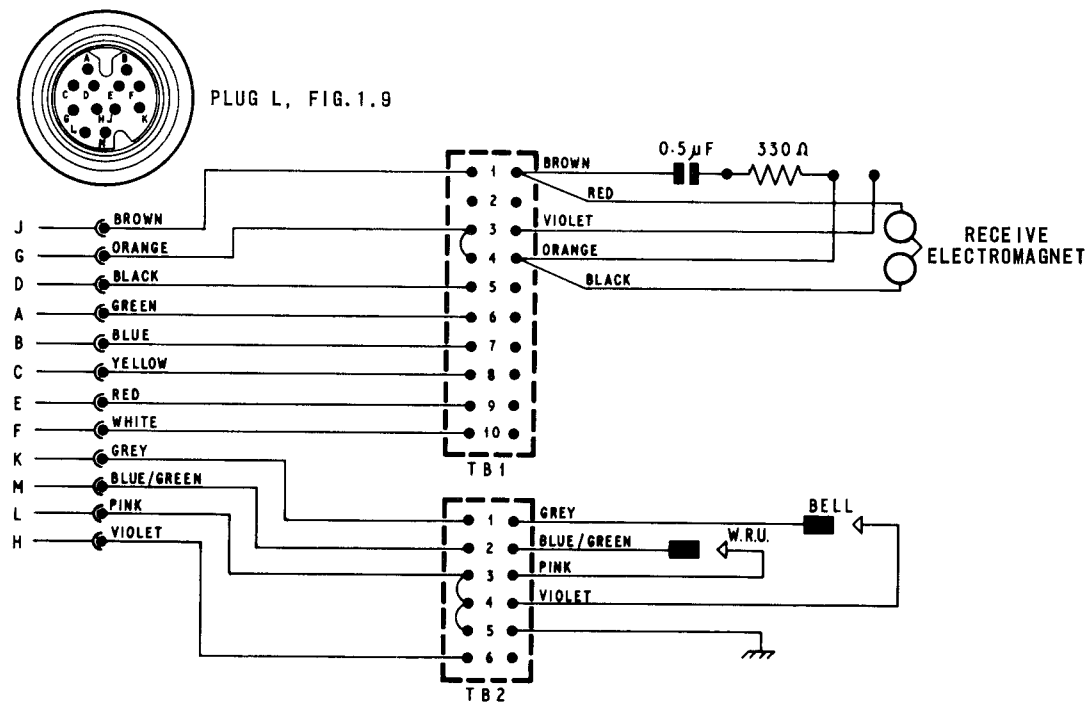 A B
C D E F
G H J K
L M
PLUG L, FIG.1.9
J BROWN
G ORANGE
D BLACK
A GREEN
B BLUE
C YELLOW
E RED
F WHITE
K GREY
M BLUE/GREEN
L PINK
H VIOLET
1
2
3
4
5
6
7
8
9
10
TB1
BROWN
RED
VIOLET
ORANGE
BLACK
0.5µF
330Ω
RECEIVE
ELECTROMAGNET
1
2
3
4
5
6
TB2
GREY
BLUE/GREEN
PINK
VIOLET
BELL
W.R.U.